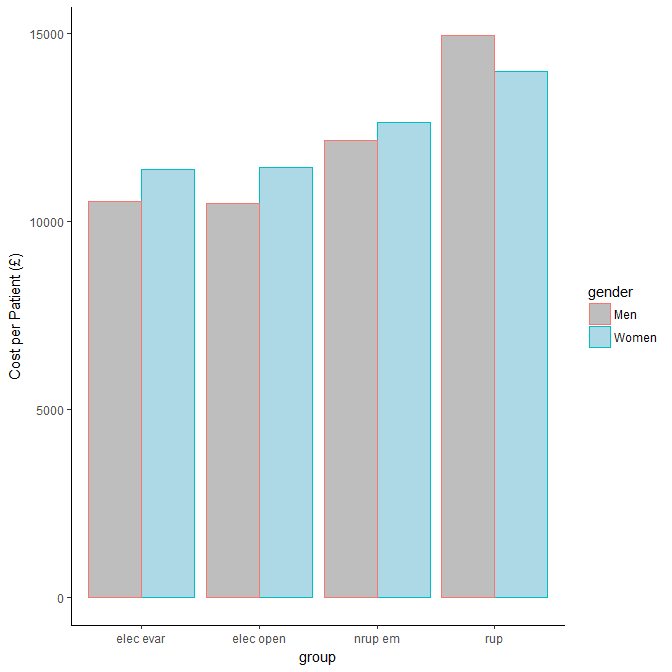 15000
10000
5000
0
Cost per Patient (£)
elec evar
elec open
nrup em
rup
group
gender
Men
Women